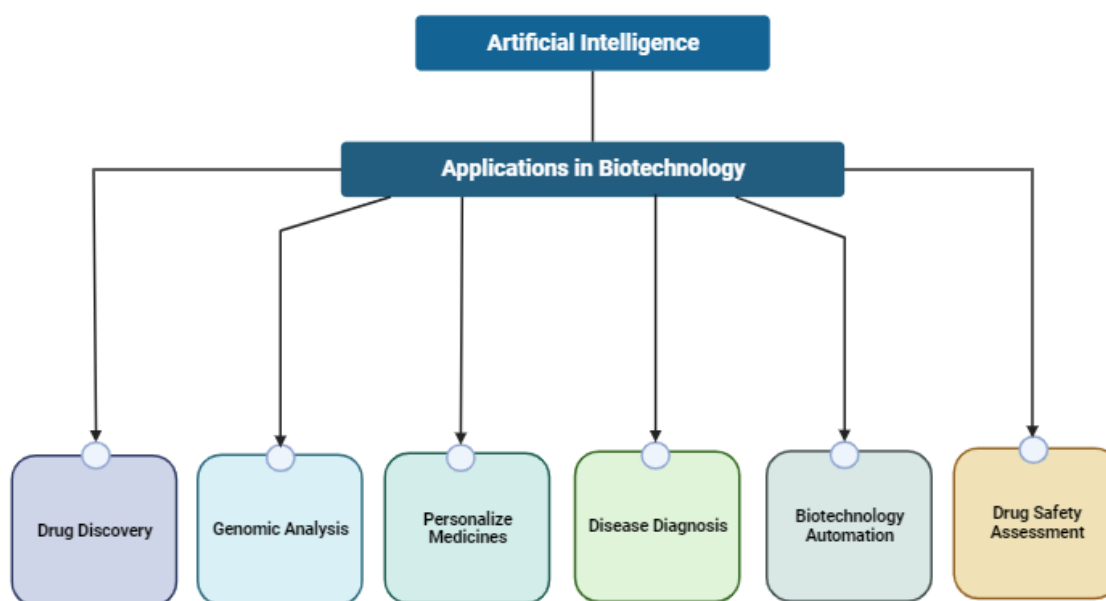 Artificial Intelligence
Applications in Biotechnology
Drug Discovery
Genomic Analysis
Personalize
Medicines
Disease Diagnosis
Biotechnology
Automation
Drug Safety
Assessment